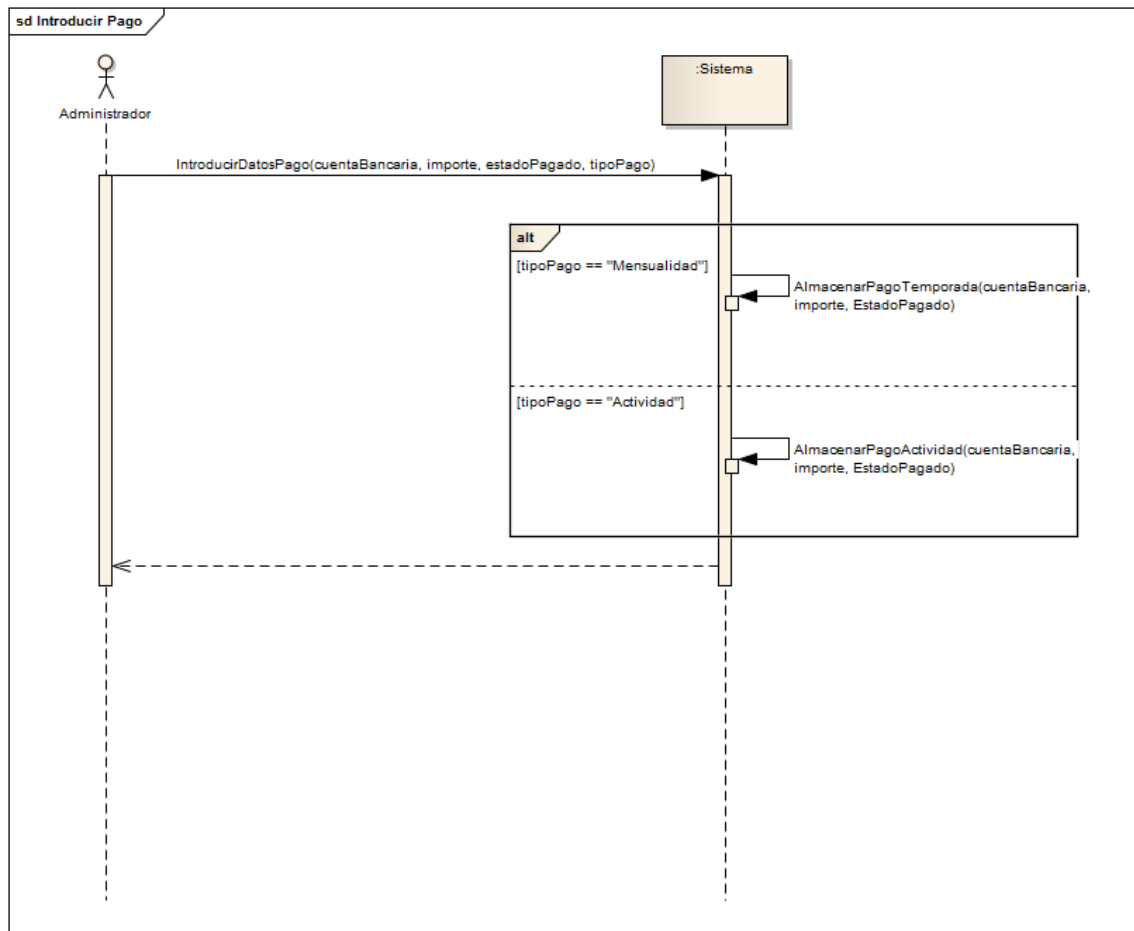 sd Introducir Pago
Administrador
:Sistema
IntroducirDatosPago(cuentaBancaria, importe, estadoPagado, tipoPago)
alt
[tipoPago == "Mensualidad"]
AlmacenarPagoTemporada(cuentaBancaria,
importe, EstadoPagado)
[tipoPago == "Actividad"]
AlmacenarPagoActividad(cuentaBancaria,
importe, EstadoPagado)